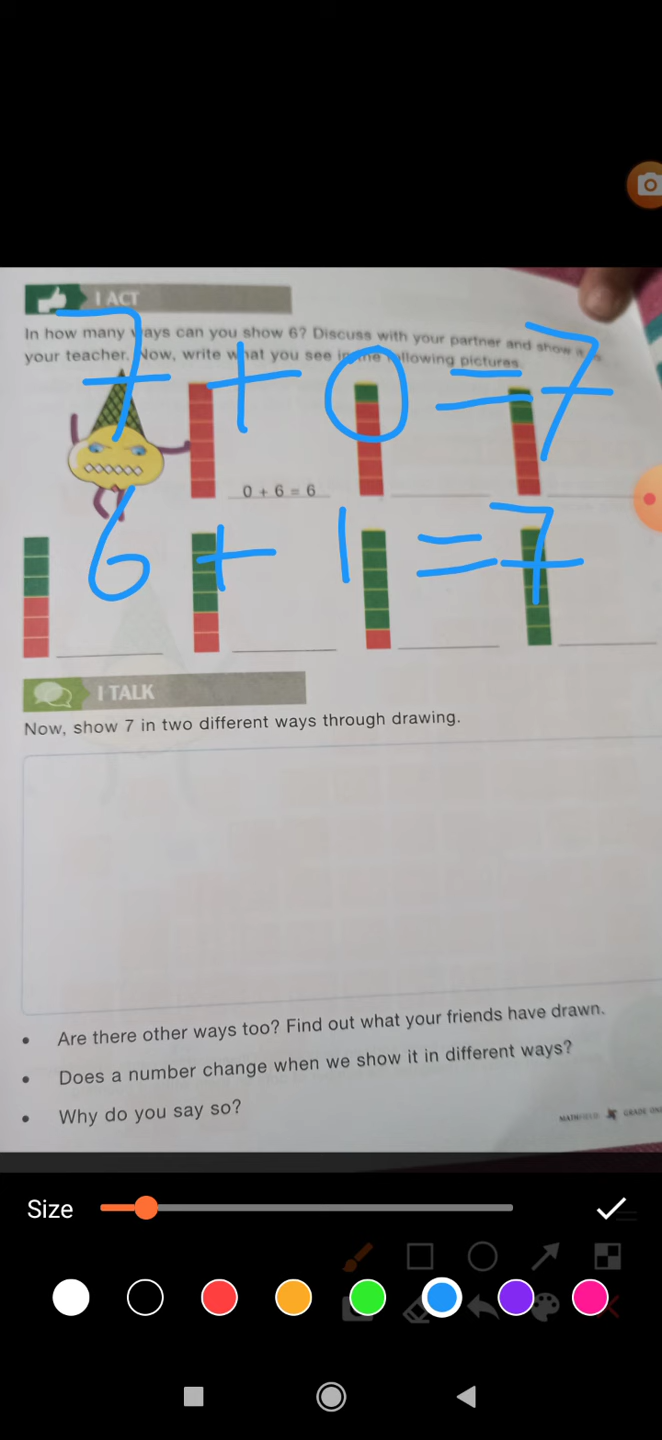 I ACT
In how many ways can you show 6? Discuss with your partner and show it
your teacher. Now, write what you see in the following pictures.
7 + 0 = 7
0 + 6 = 6
6 + 1 = 7
I TALK
Now, show 7 in two different ways through drawing.
• Are there other ways too? Find out what your friends have drawn.
• Does a number change when we show it in different ways?
• Why do you say so?
MATHFIELD GRADE ONE
Size